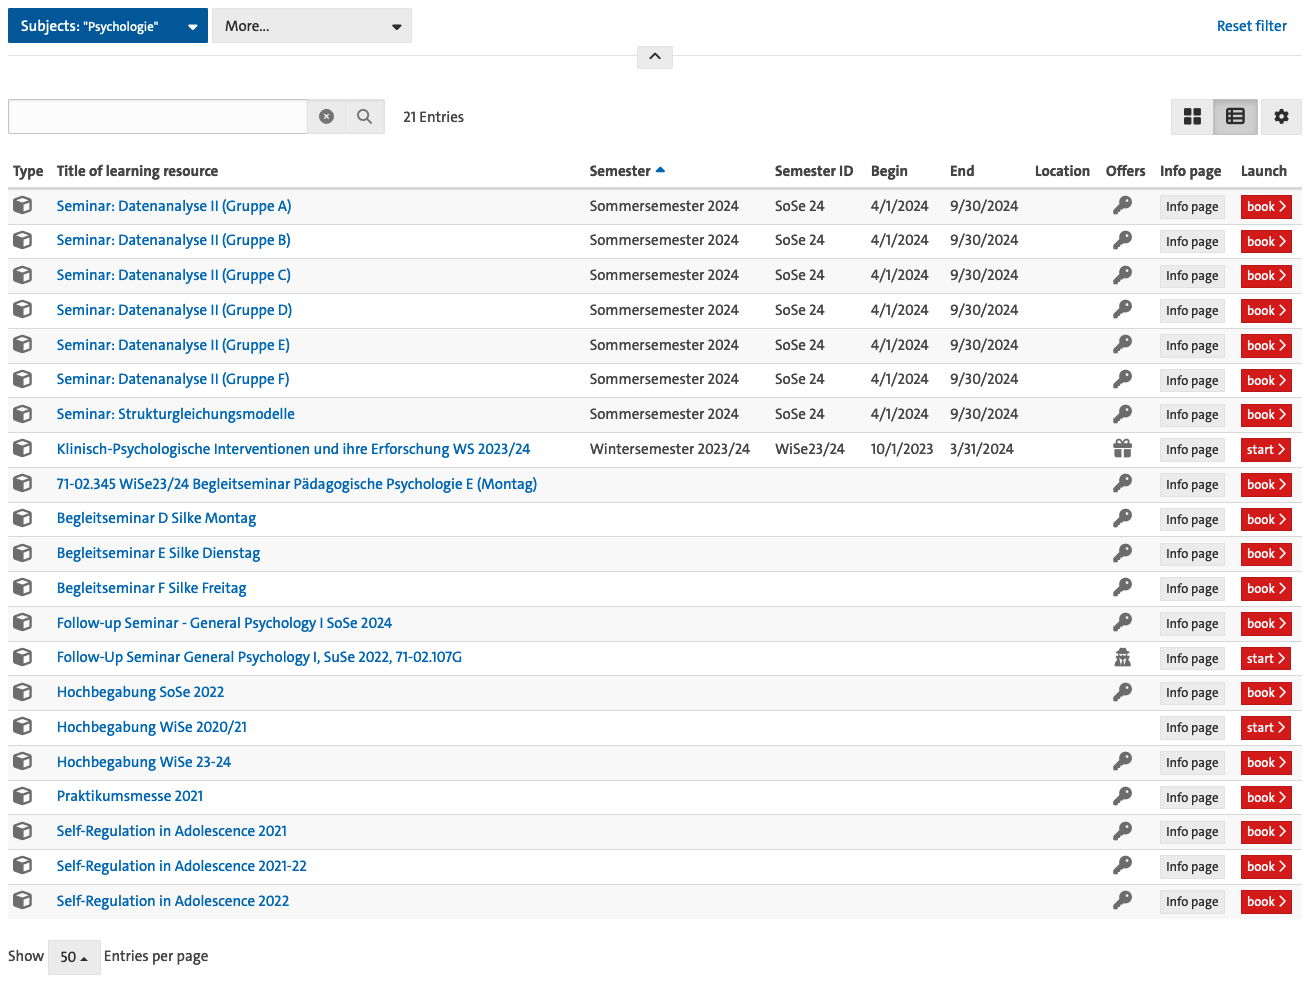 Subjects: "Psychologie" More... Reset filter
21 Entries
Type Title of learning resource Semester Semester ID Begin End Location Offers Info page Launch
Seminar: Datenanalyse II (Gruppe A) Sommersemester 2024 SoSe 24 4/1/2024 9/30/2024 Info page book
Seminar: Datenanalyse II (Gruppe B) Sommersemester 2024 SoSe 24 4/1/2024 9/30/2024 Info page book
Seminar: Datenanalyse II (Gruppe C) Sommersemester 2024 SoSe 24 4/1/2024 9/30/2024 Info page book
Seminar: Datenanalyse II (Gruppe D) Sommersemester 2024 SoSe 24 4/1/2024 9/30/2024 Info page book
Seminar: Datenanalyse II (Gruppe E) Sommersemester 2024 SoSe 24 4/1/2024 9/30/2024 Info page book
Seminar: Datenanalyse II (Gruppe F) Sommersemester 2024 SoSe 24 4/1/2024 9/30/2024 Info page book
Seminar: Strukturgleichungsmodelle Sommersemester 2024 SoSe 24 4/1/2024 9/30/2024 Info page book
Klinisch-Psychologische Interventionen und ihre Erforschung WS 2023/24 Wintersemester 2023/24 WiSe23/24 10/1/2023 3/31/2024 Info page start
71-02.345 WiSe23/24 Begleitseminar Pädagogische Psychologie E (Montag) Info page book
Begleitseminar D Silke Montag Info page book
Begleitseminar E Silke Dienstag Info page book
Begleitseminar F Silke Freitag Info page book
Follow-up Seminar - General Psychology I SoSe 2024 Info page book
Follow-Up Seminar General Psychology I, SuSe 2022, 71-02.107G Info page start
Hochbegabung SoSe 2022 Info page book
Hochbegabung WiSe 2020/21 Info page start
Hochbegabung WiSe 23-24 Info page book
Praktikumsmesse 2021 Info page book
Self-Regulation in Adolescence 2021 Info page book
Self-Regulation in Adolescence 2021-22 Info page book
Self-Regulation in Adolescence 2022 Info page book
Show 50 Entries per page